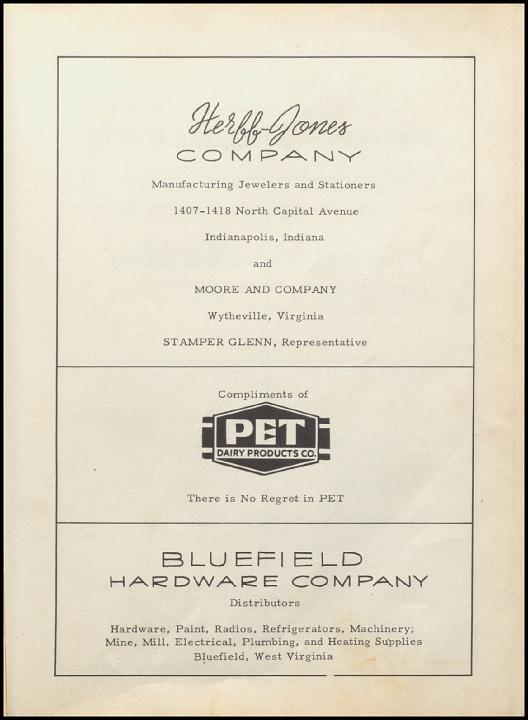 Herff-Jones
COMPANY
Manufacturing Jewelers and Stationers
1407-1418 North Capital Avenue
Indianapolis, Indiana
and
MOORE AND COMPANY
Wytheville, Virginia
STAMPER GLENN, Representative
Compliments of
PET
DAIRY PRODUCTS CO.
There is No Regret in PET
BLUEFIELD
HARDWARE COMPANY
Distributors
Hardware, Paint, Radios, Refrigerators, Machinery;
Mine, Mill, Electrical, Plumbing, and Heating Supplies
Bluefield, West Virginia